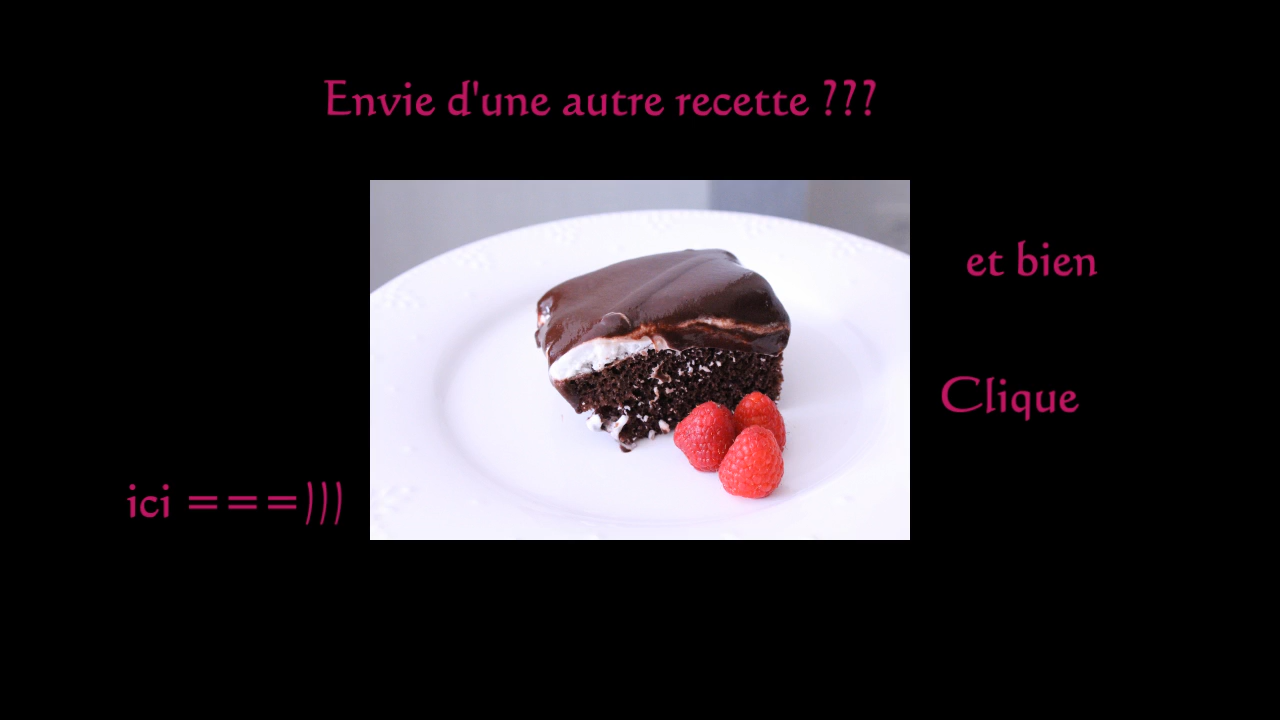 Envie d'une autre recette ???
et bien
Clique
ici ===)))